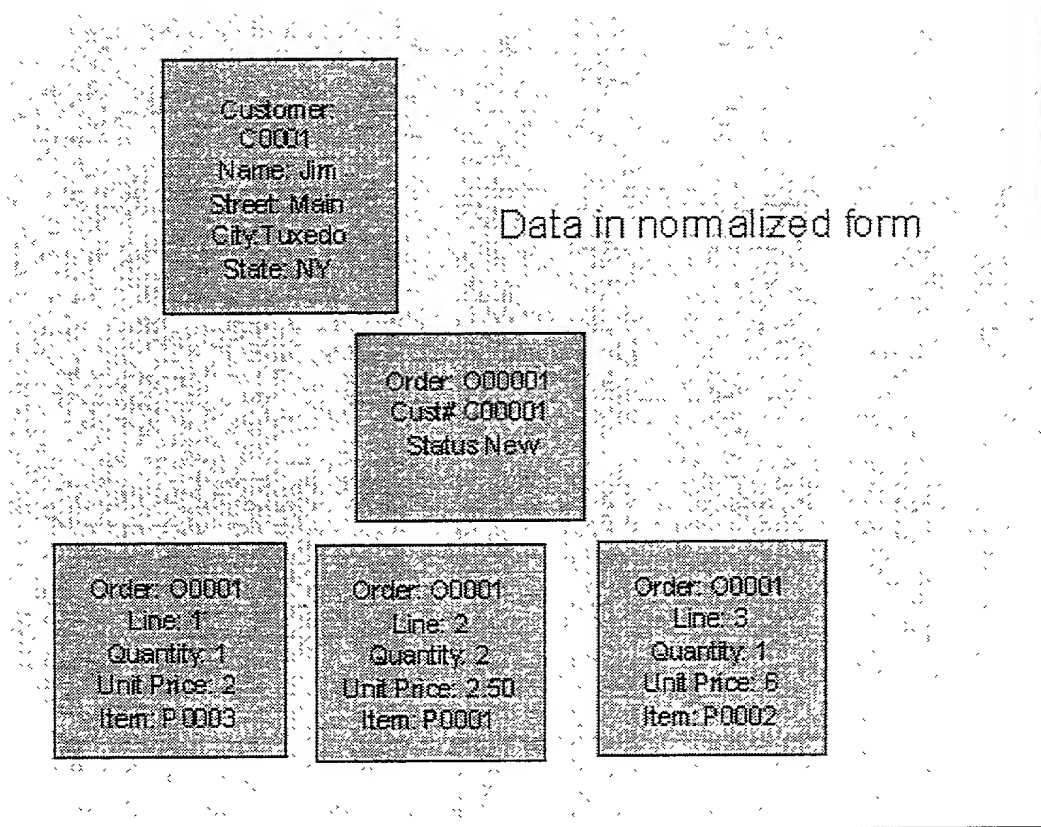 Customer:
C0001
Name: Jim
Street: Main
City:Tuxedo
State: NY
Data in normalized form
Order: O00001
Cust# C00001
Status New
Order: O0001
Line: 1
Quantity: 1
Unit Price: 2
Item: P0003
Order: O0001
Line: 2
Quantity: 2
Unit Price: 2.50
Item: P0001
Order: O0001
Line: 3
Quantity: 1
Unit Price: 6
Item: P0002